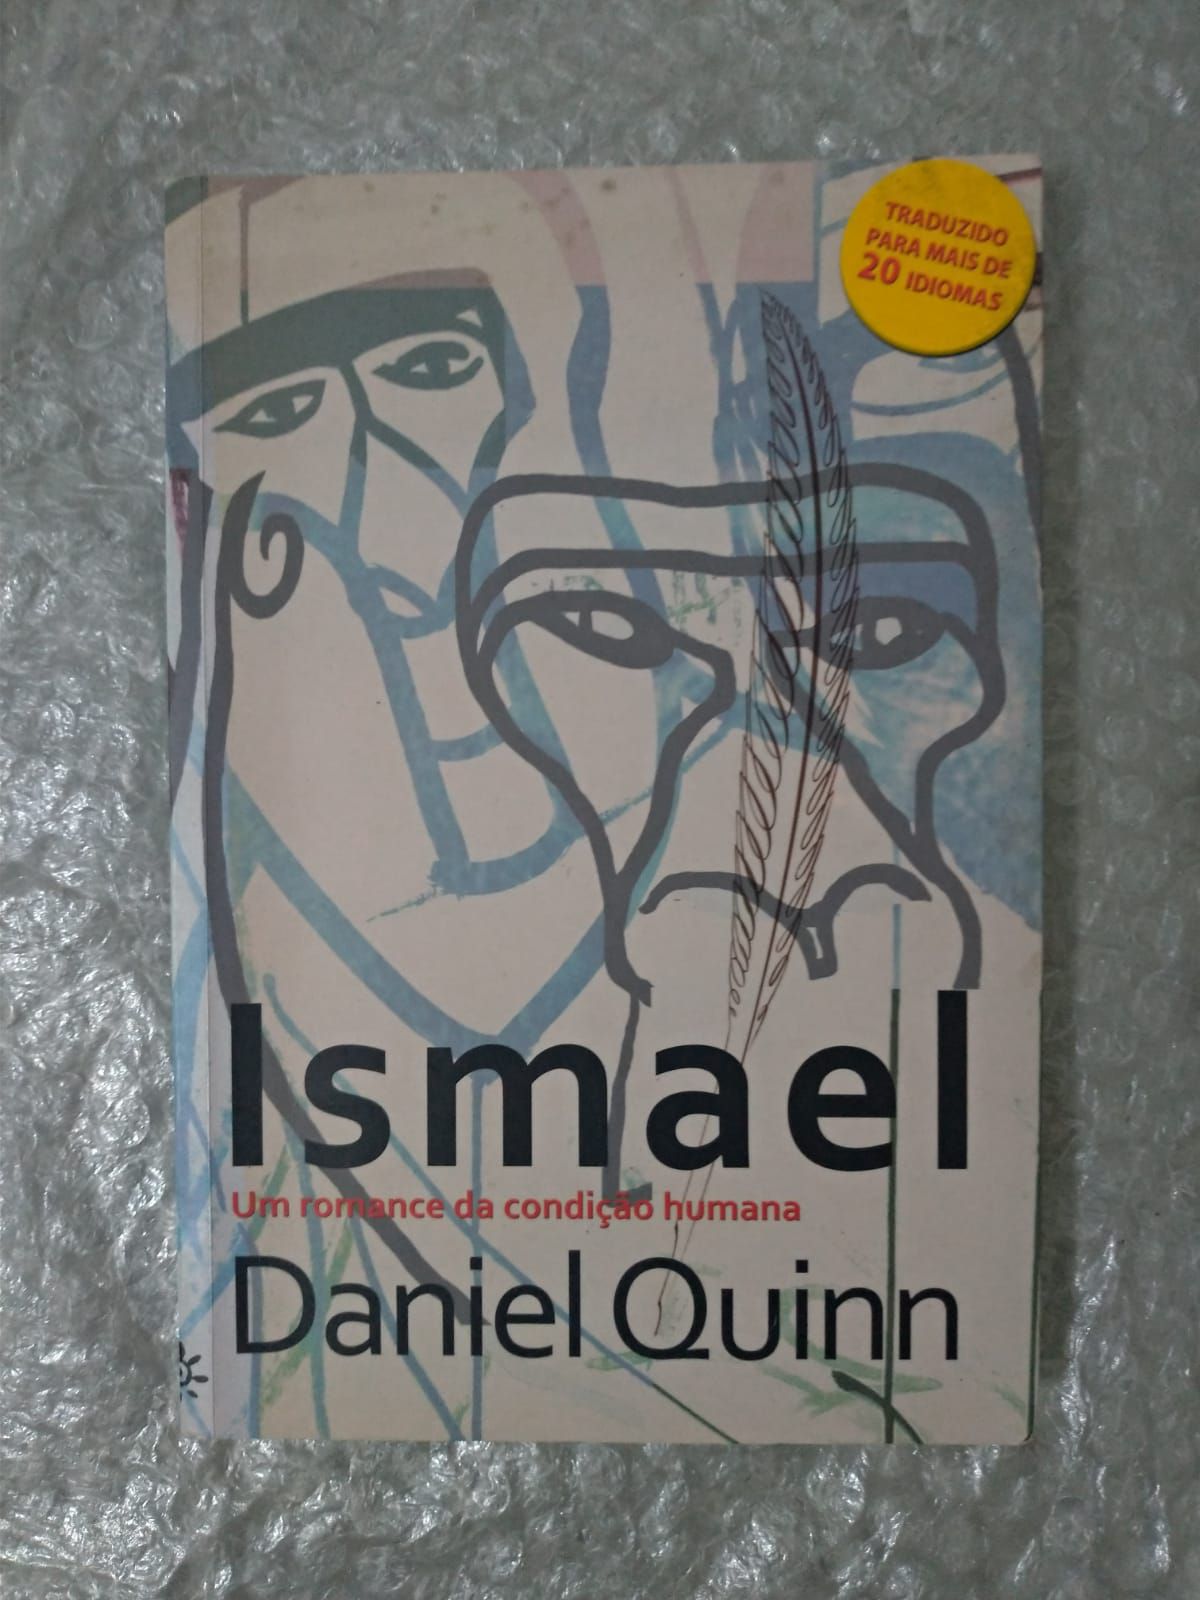 TRADUZIDO
PARA MAIS DE
20 IDIOMAS
Ismael
Um romance da condição humana
Daniel Quinn